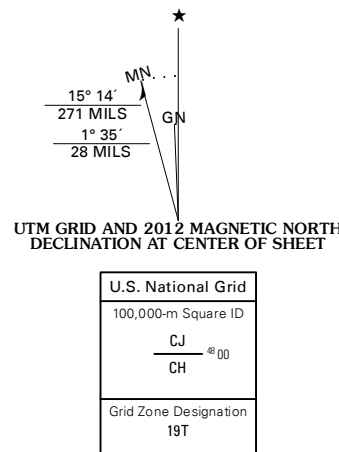 ★
MN
15° 14´
271 MILS
GN
1° 35´
28 MILS
UTM GRID AND 2012 MAGNETIC NORTH
DECLINATION AT CENTER OF SHEET
U.S. National Grid
100,000-m Square ID
CJ
48 00
CH
Grid Zone Designation
19T